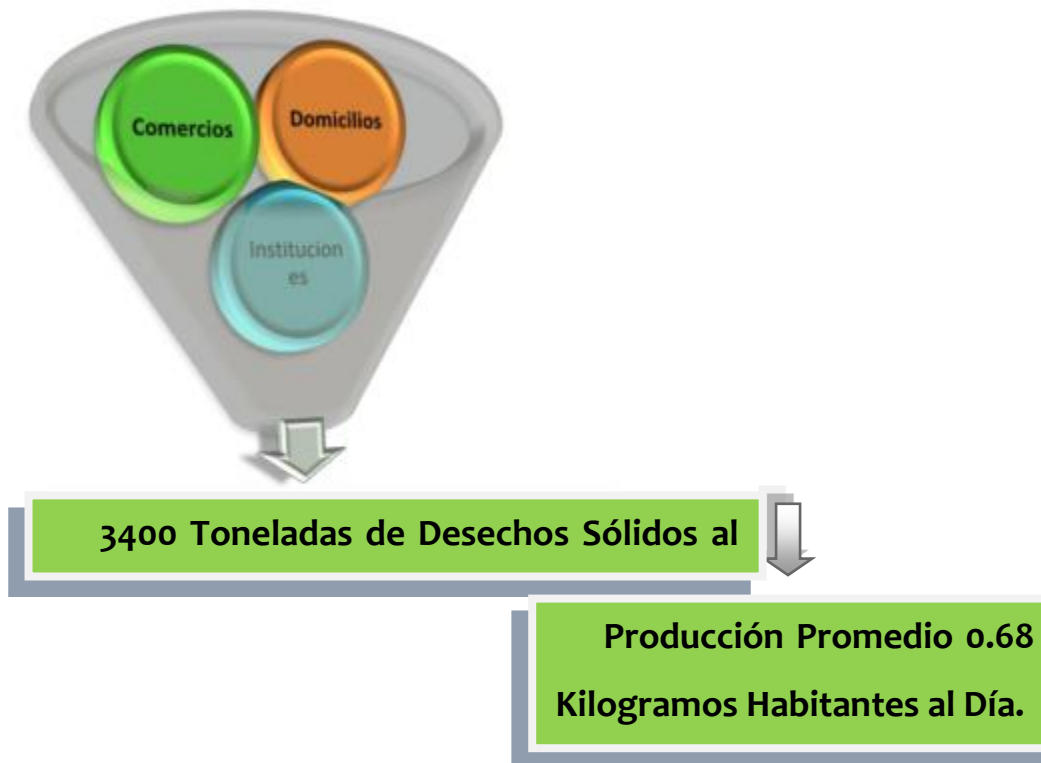 Comercios
Domicilios
Institucion
es
3400 Toneladas de Desechos Sólidos al
Producción Promedio 0.68
Kilogramos Habitantes al Día.